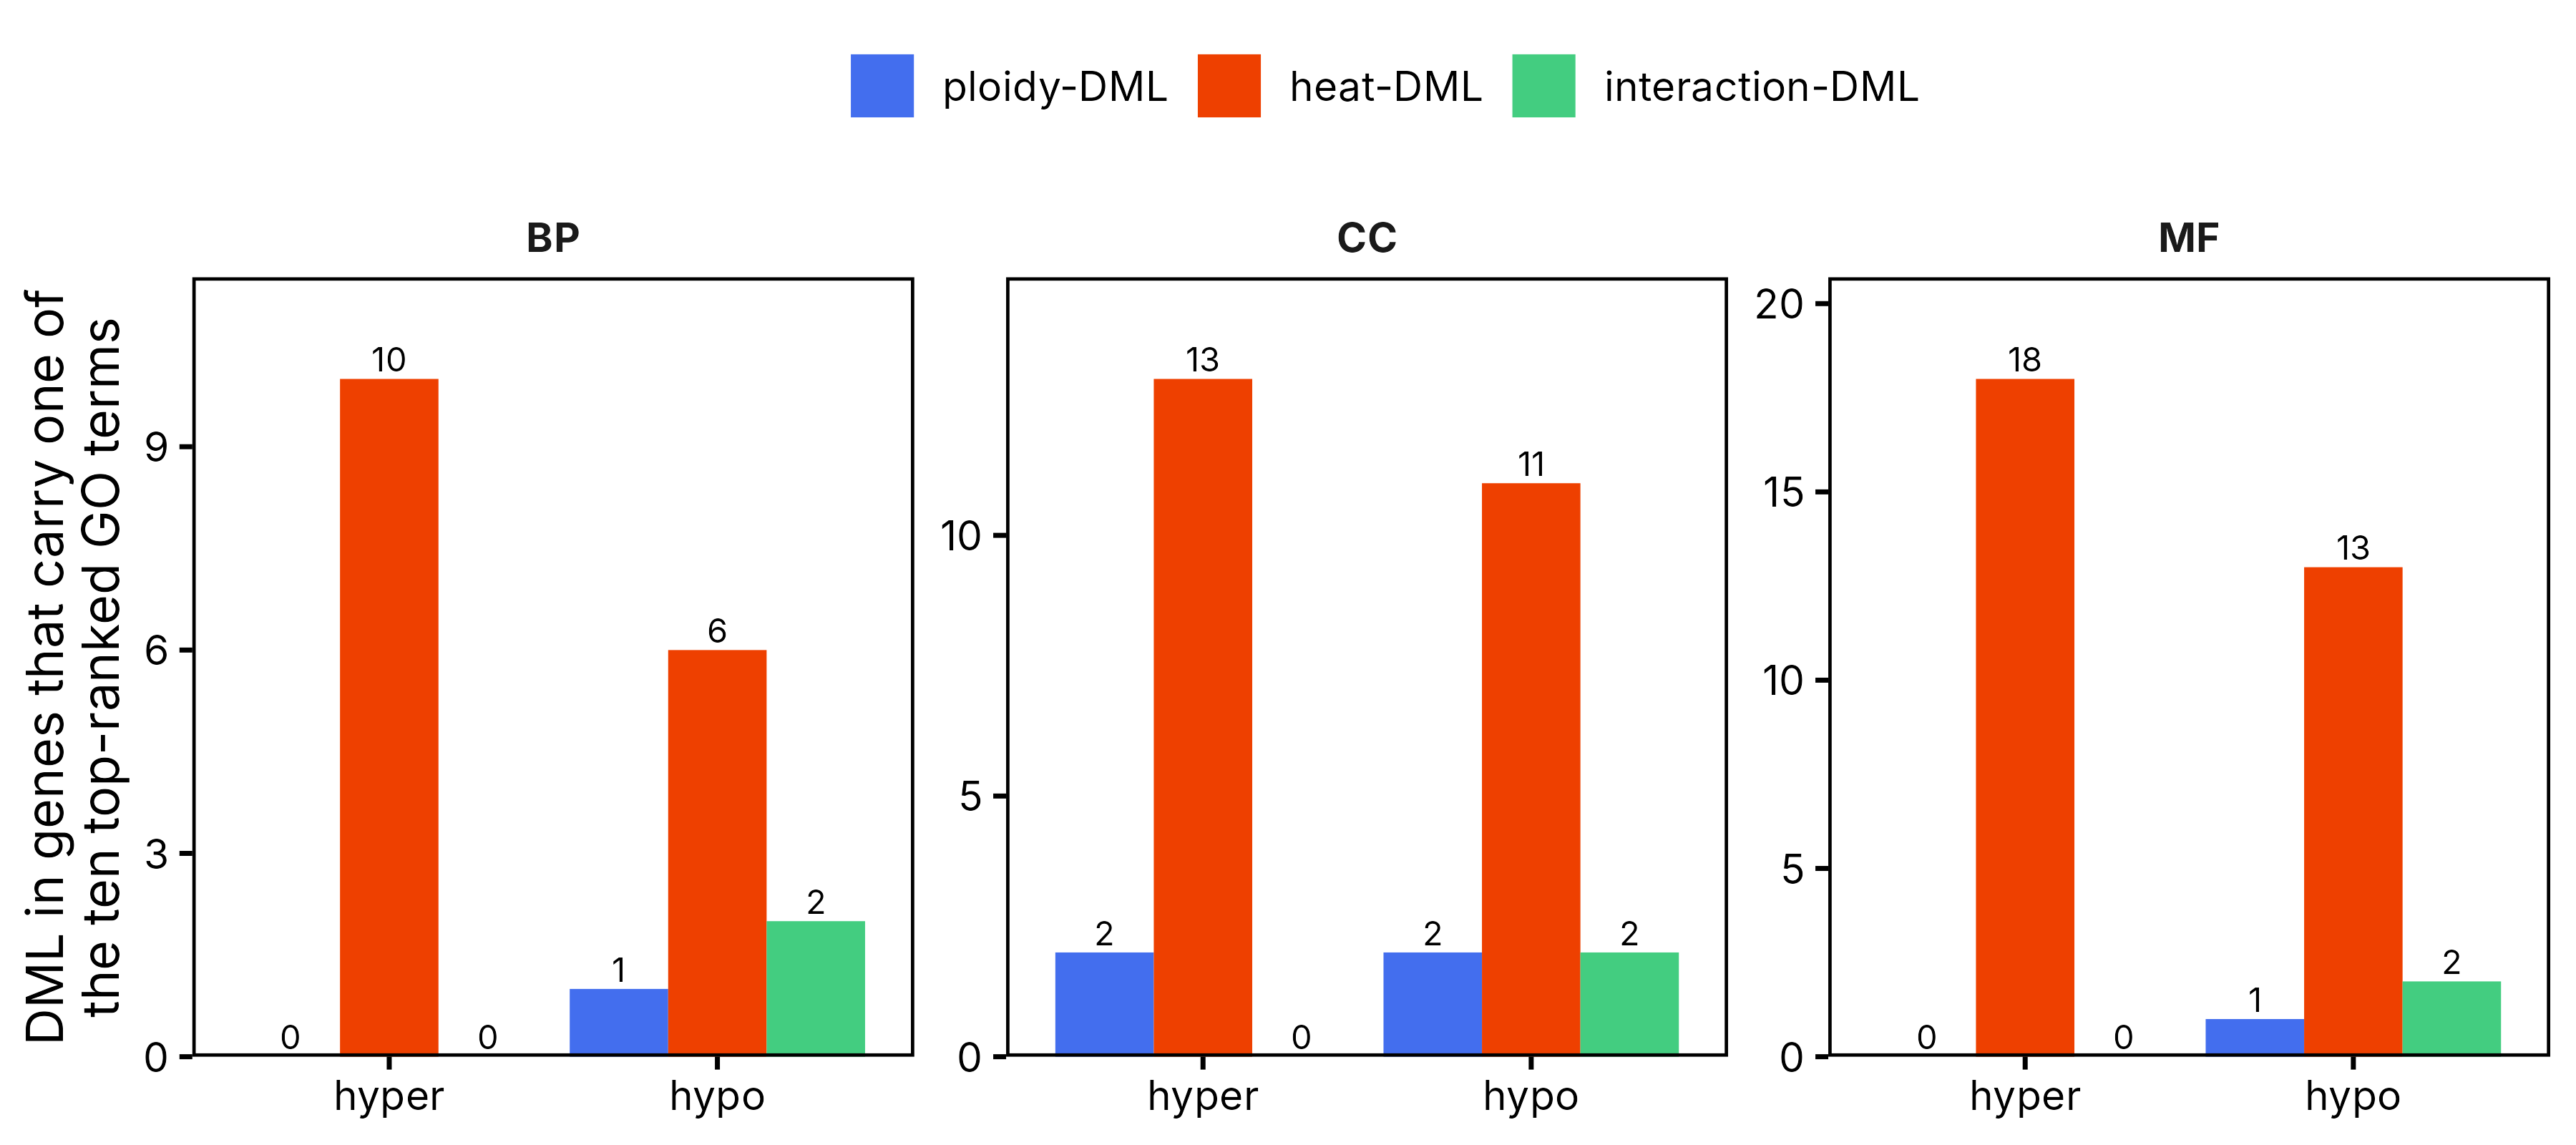 ploidy-DML heat-DML interaction-DML
BP CC MF
DML in genes that carry one of
the ten top-ranked GO terms
0 3 6 9
0 10 0 1 6 2
hyper hypo
0 5 10
2 13 0 2 11 2
hyper hypo
0 5 10 15 20
0 18 0 1 13 2
hyper hypo